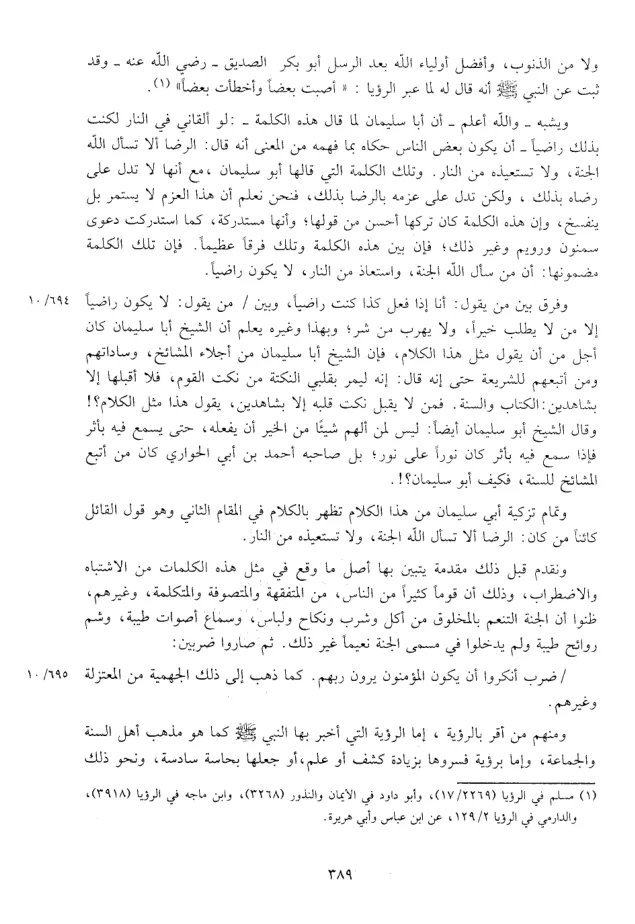 ولا من الذنوب، وأفضل أولياء الله بعد الرسل أبو بكر الصديق ـ رضي الله عنه ـ وقد
ثبت عن النبي ﷺ أنه قال له لما عبر الرؤيا : « أصبت بعضاً وأخطأت بعضاً» (١).
ويشبه ـ والله أعلم ـ أن أبا سليمان لما قال هذه الكلمة ـ :لو ألقاني في النار لكنت
بذلك راضياً ـ أن يكون بعض الناس حكاه بما فهمه من المعنى أنه قال: الرضا ألا تسأل الله
الجنة، ولا تستعيذه من النار. وتلك الكلمة التي قالها أبو سليمان ،مع أنها لا تدل على
رضاه بذلك ، ولكن تدل على عزمه بالرضا بذلك، فنحن نعلم أن هذا العزم لا يستمر بل
ينفسخ، وإن هذه الكلمة كان تركها أحسن من قولها؛ وأنها مستدركة، كما استدركت دعوى
سمنون ورويم وغير ذلك؛ فإن بين هذه الكلمة وتلك فرقاً عظيماً. فإن تلك الكلمة
مضمونها: أن من سأل الله الجنة، واستعاذ من النار، لا يكون راضياً.
وفرق بين من يقول: أنا إذا فعل كذا كنت راضياً، وبين / من يقول: لا يكون راضياً ١٠/٦٩٤
إلا من لا يطلب خيراً، ولا يهرب من شر؛ وبهذا وغيره يعلم أن الشيخ أبا سليمان كان
أجل من أن يقول مثل هذا الكلام، فإن الشيخ أبا سليمان من أجلاء المشائخ، وساداتهم
ومن أتبعهم للشريعة حتى إنه قال: إنه ليمر بقلبي النكتة من نكت القوم، فلا أقبلها إلا
بشاهدين:الكتاب والسنة. فمن لا يقبل نكت قلبه إلا بشاهدين، يقول هذا مثل الكلام؟!
وقال الشيخ أبو سليمان أيضاً: ليس لمن ألهم شيئًا من الخير أن يفعله، حتى يسمع فيه بأثر
فإذا سمع فيه بأثر كان نوراً على نور؛ بل صاحبه أحمد بن أبي الحواري كان من أتبع
المشائخ للسنة، فكيف أبو سليمان؟!.
وتمام تزكية أبي سليمان من هذا الكلام تظهر بالكلام في المقام الثاني وهو قول القائل
كائناً من كان: الرضا ألا تسأل الله الجنة، ولا تستعيذه من النار.
ونقدم قبل ذلك مقدمة يتبين بها أصل ما وقع في مثل هذه الكلمات من الاشتباه
والاضطراب، وذلك أن قوماً كثيراً من الناس، من المتفقهة والمتصوفة والمتكلمة، وغيرهم،
ظنوا أن الجنة التنعم بالمخلوق من أكل وشرب ونكاح ولباس، وسماع أصوات طيبة، وشم
روائح طيبة ولم يدخلوا في مسمى الجنة نعيماً غير ذلك. ثم صاروا ضربين:
/ ضرب أنكروا أن يكون المؤمنون يرون ربهم. كما ذهب إلى ذلك الجهمية من المعتزلة ١٠/٦٩٥
وغيرهم.
ومنهم من أقر بالرؤية ، إما الرؤية التي أخبر بها النبي ﷺ كما هو مذهب أهل السنة
والجماعة، وإما برؤية فسروها بزيادة كشف أو علم،أو جعلها بحاسة سادسة، ونحو ذلك
(١) مسلم في الرؤيا (١٧/٢٢٦٩)، وأبو داود في الأيمان والنذور (٣٢٦٨)، وابن ماجه في الرؤيا (٣٩١٨)،
والدارمي في الرؤيا ١٢٩/٢، عن ابن عباس وأبي هريرة.
٣٨٩